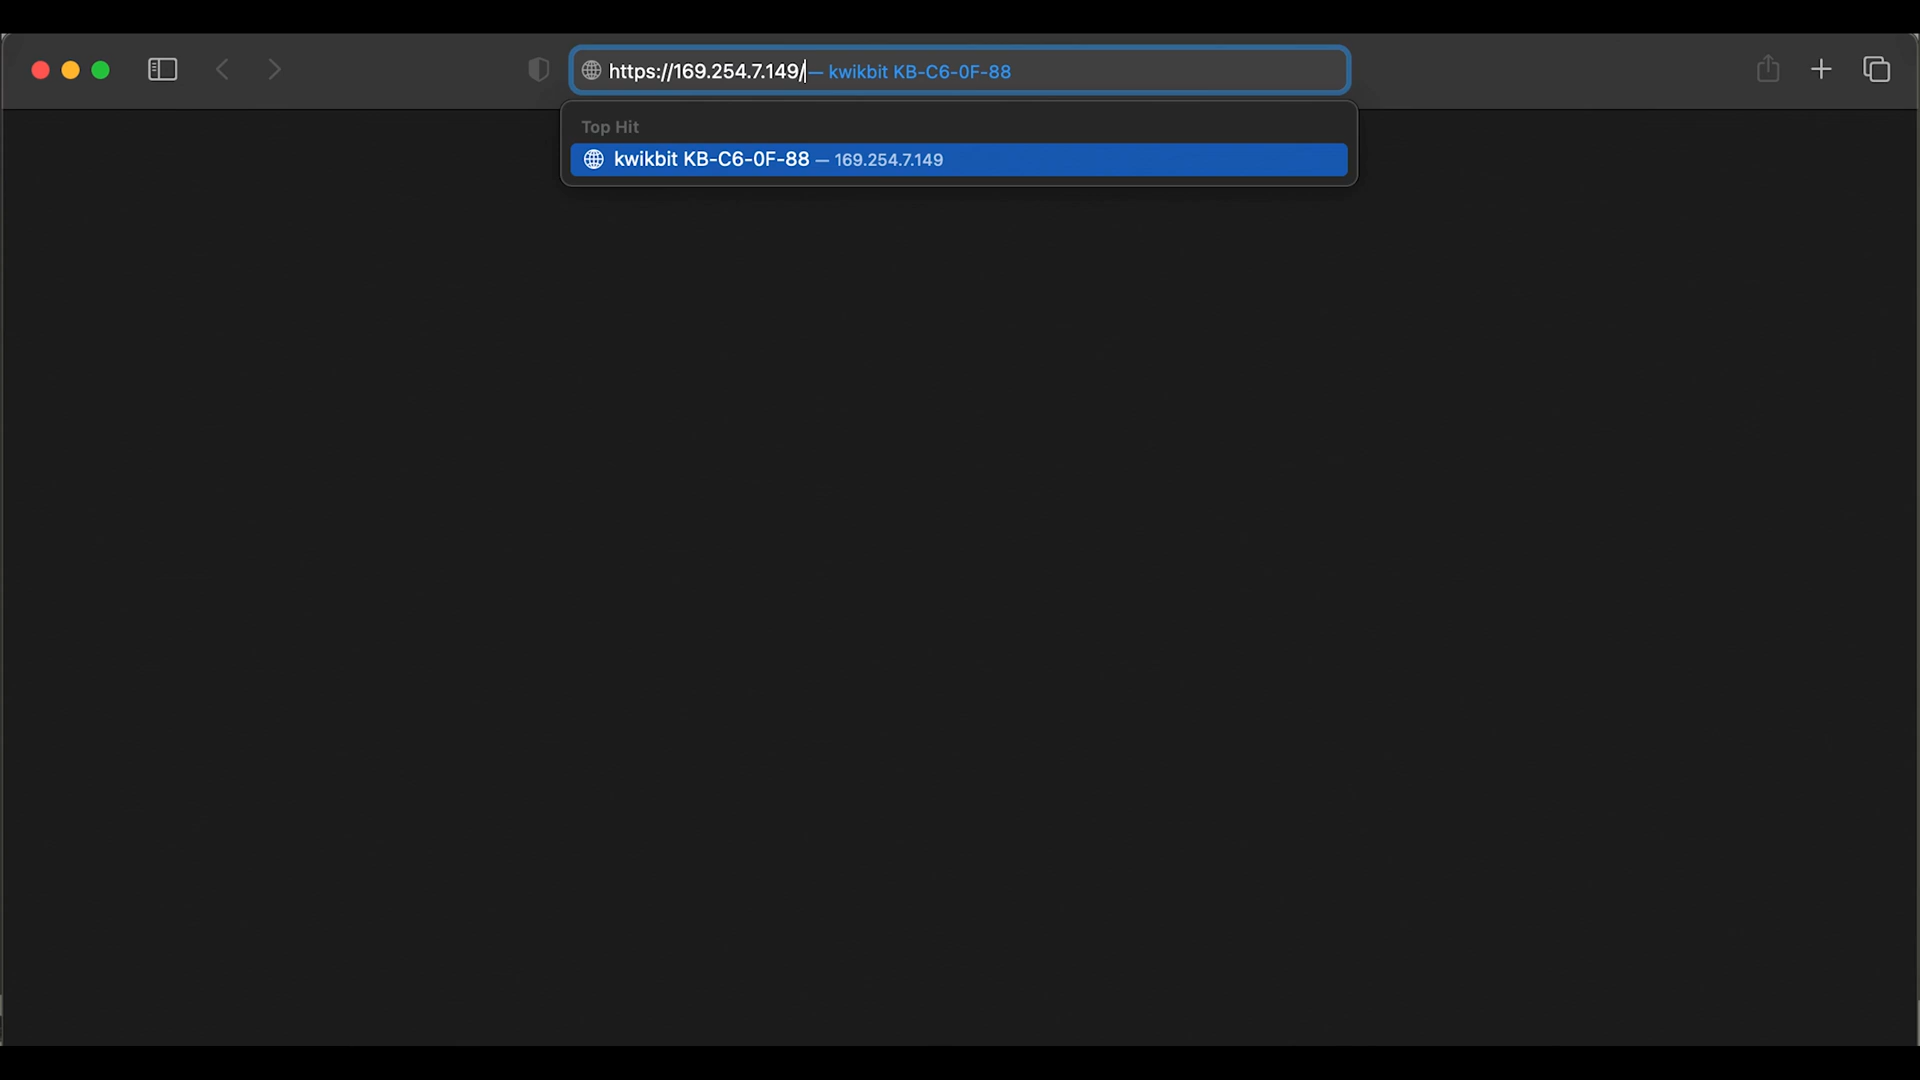 https://169.254.7.149/ — kwikbit KB-C6-0F-88
Top Hit
kwikbit KB-C6-0F-88 — 169.254.7.149